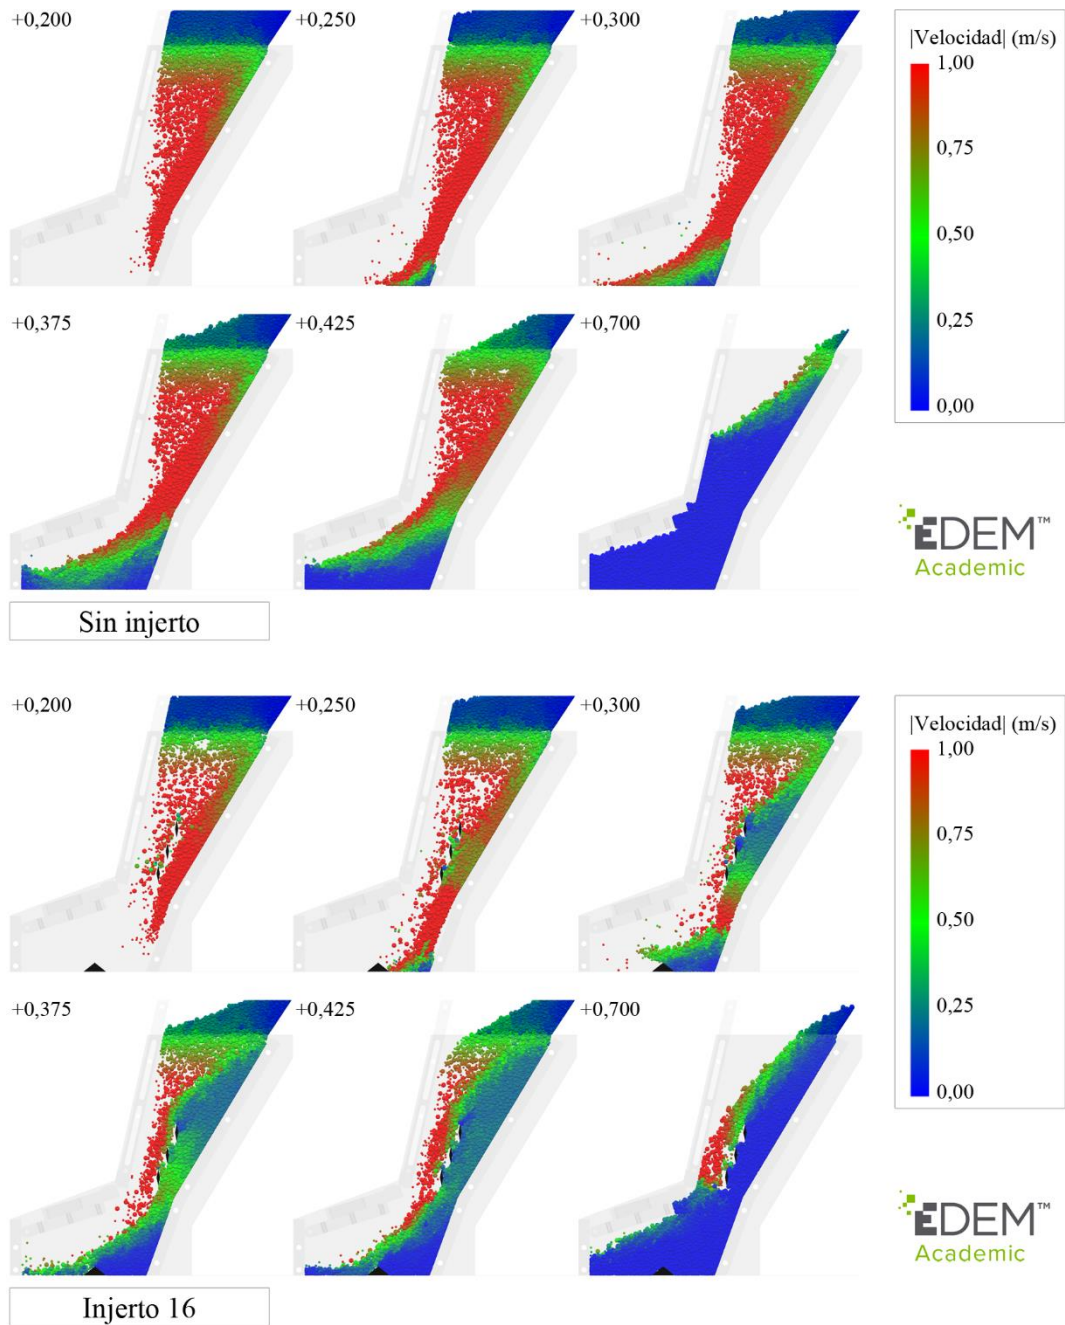 +0,200
+0,250
+0,300
|Velocidad| (m/s)
1,00
0,75
0,50
0,25
0,00
+0,375
+0,425
+0,700
EDEM™
Academic
Sin injerto
+0,200
+0,250
+0,300
|Velocidad| (m/s)
1,00
0,75
0,50
0,25
0,00
+0,375
+0,425
+0,700
EDEM™
Academic
Injerto 16